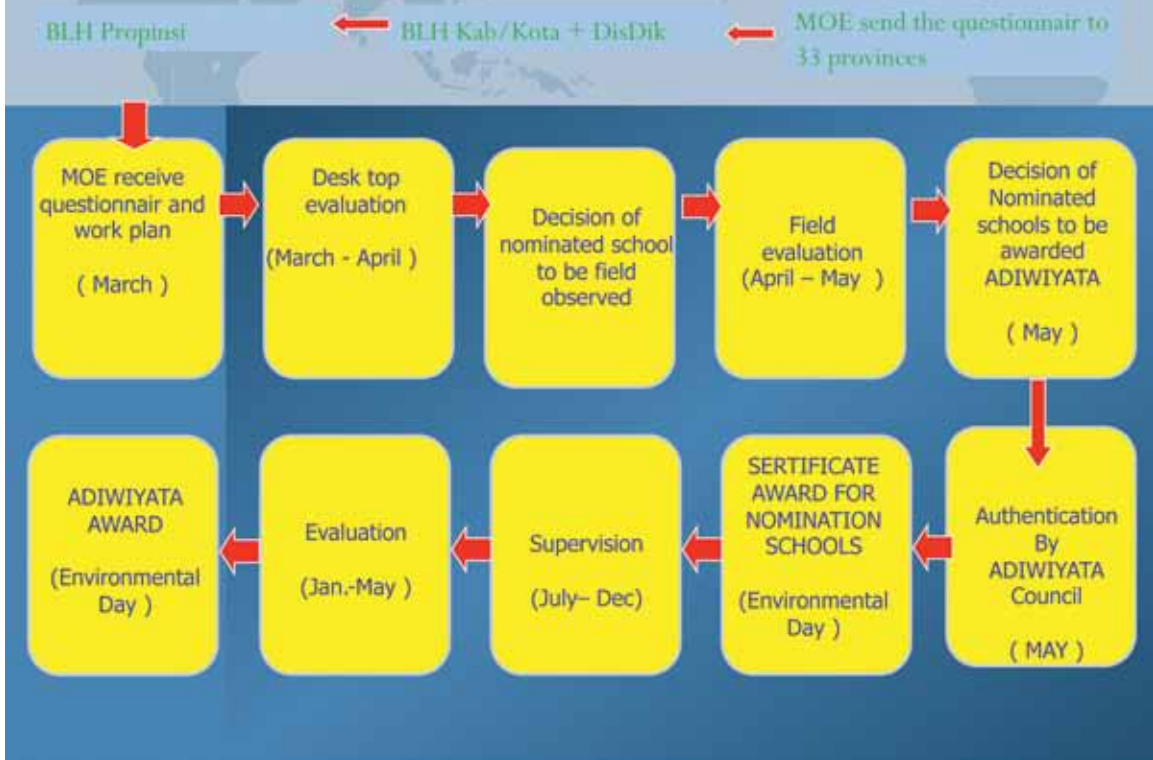 MOE send the questionnair to
33 provinces
BLH Kab/Kota + DisDik
BLH Propinsi
MOE receive
questionnair and
work plan
( March )
Desk top
evaluation
(March - April )
Decision of
nominated school
to be field
observed
Field
evaluation
(April – May )
Decision of
Nominated
schools to be
awarded
ADIWIYATA
( May )
Authentication
By
ADIWIYATA
Council
( MAY )
SERTIFICATE
AWARD FOR
NOMINATION
SCHOOLS
(Environmental
Day )
Supervision
(July– Dec)
Evaluation
(Jan.-May )
ADIWIYATA
AWARD
(Environmental
Day )